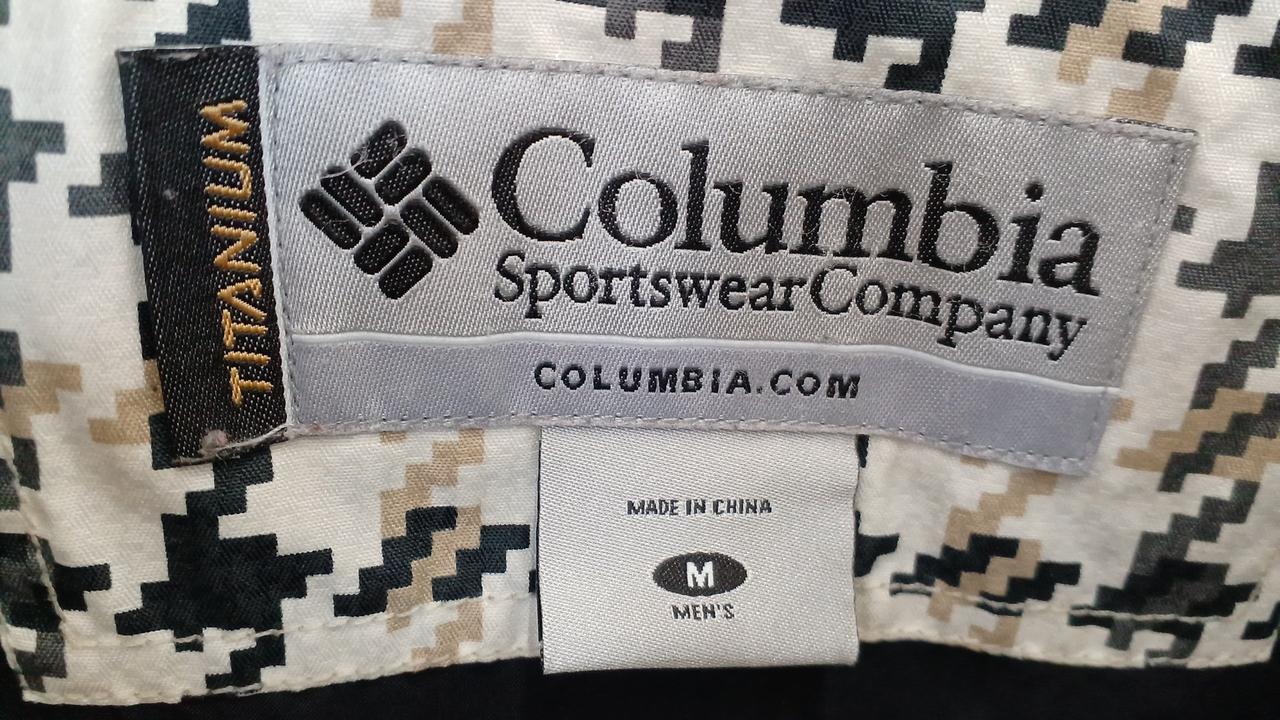 TITANIUM
Columbia
Sportswear Company
COLUMBIA.COM
MADE IN CHINA
M
MEN'S